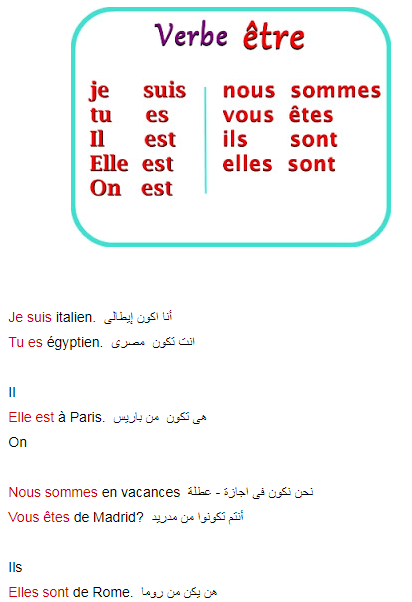 Verbe être
je suis nous sommes
tu es vous êtes
Il est ils sont
Elle est elles sont
On est
Je suis italien. أنا اكون إيطالى
Tu es égyptien. انت تكون مصرى
Il
Elle est à Paris. هى تكون من باريس
On
Nous sommes en vacances نحن نكون فى اجازة - عطلة
Vous êtes de Madrid? أنتم تكونوا من مدريد
Ils
Elles sont de Rome. هن يكن من روما